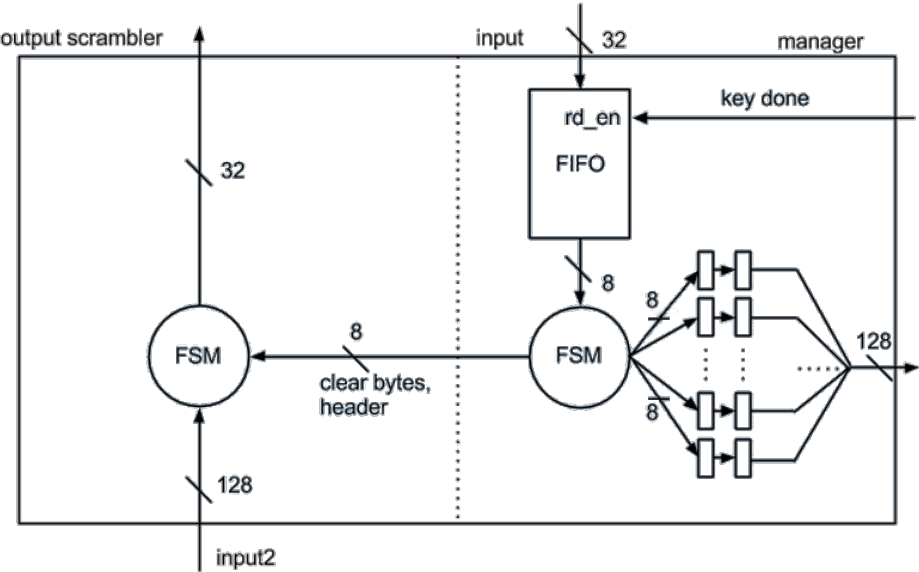 output scrambler
input
32
manager
key done
rd_en
FIFO
32
8
8
8
FSM
clear bytes,
header
FSM
8
128
128
input2